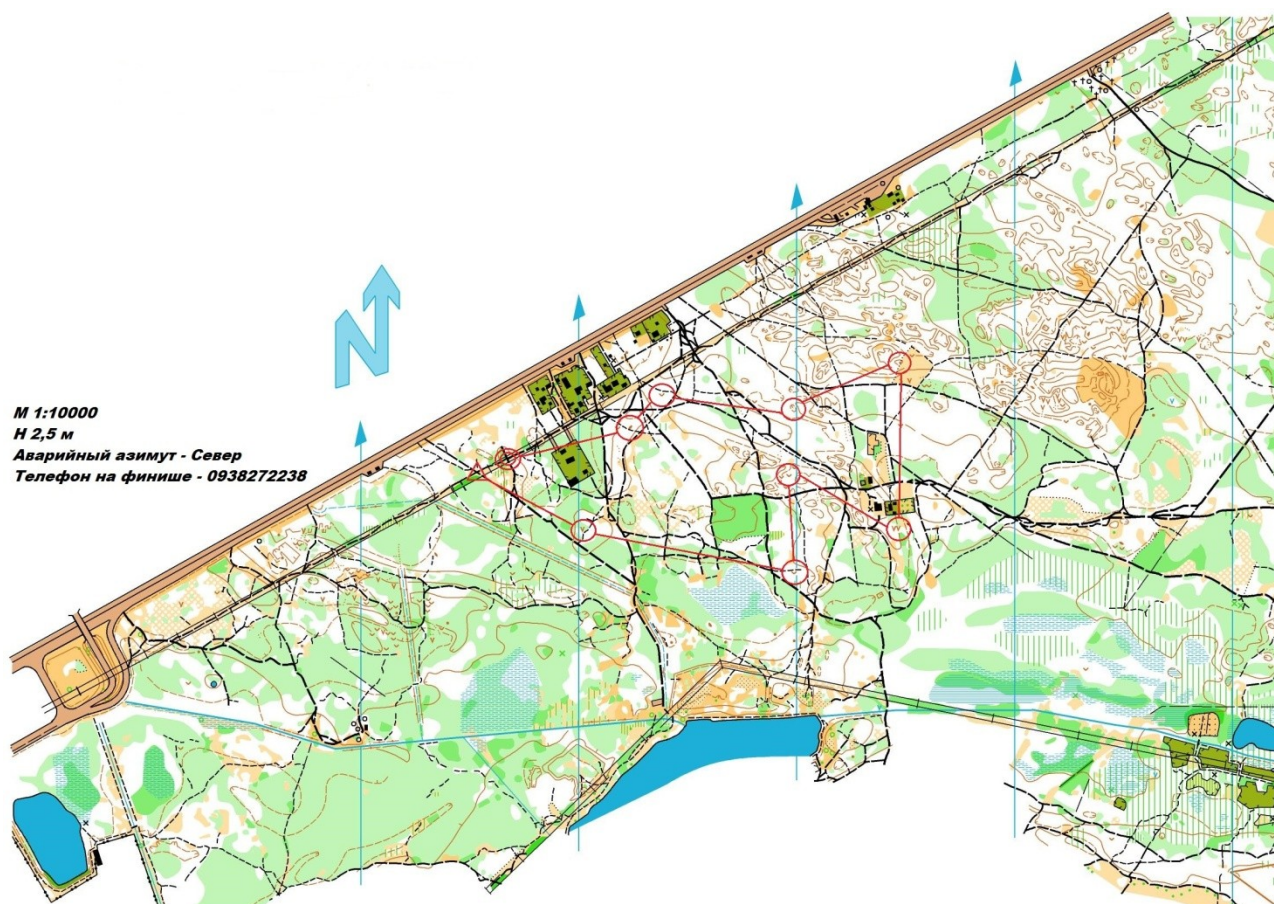 N
М 1:10000
Н 2,5 м
Аварийный азимут - Север
Телефон на финише - 0938272238